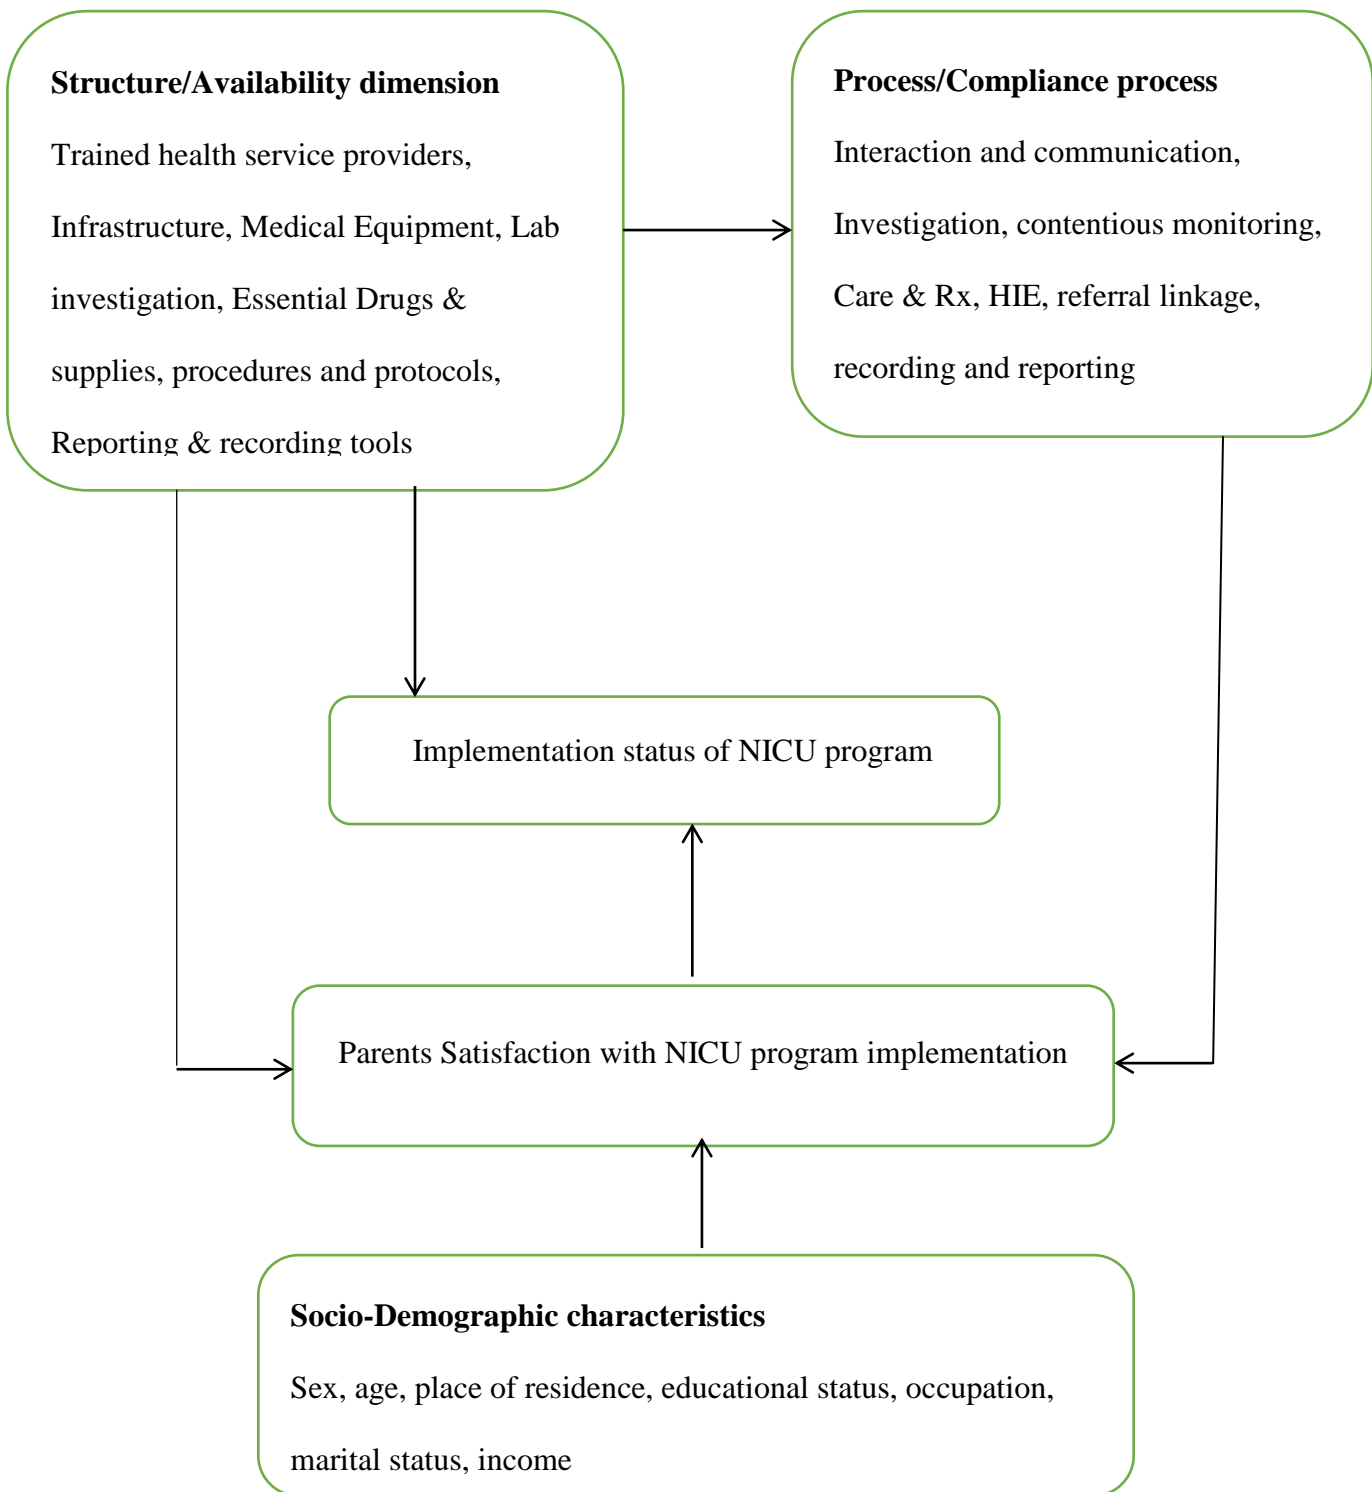 Structure/Availability dimension
Trained health service providers,
Infrastructure, Medical Equipment, Lab
investigation, Essential Drugs &
supplies, procedures and protocols,
Reporting & recording tools
Process/Compliance process
Interaction and communication,
Investigation, contentious monitoring,
Care & Rx, HIE, referral linkage,
recording and reporting
Implementation status of NICU program
Parents Satisfaction with NICU program implementation
Socio-Demographic characteristics
Sex, age, place of residence, educational status, occupation,
marital status, income